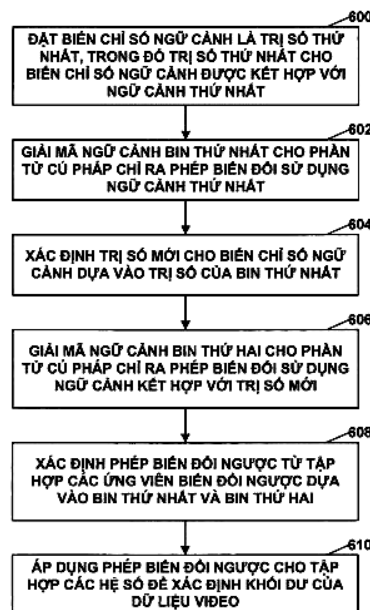 600
ĐẶT BIẾN CHỈ SỐ NGỮ CẢNH LÀ TRỊ SỐ THỨ
NHẤT, TRONG ĐÓ TRỊ SỐ THỨ NHẤT CHO
BIẾN CHỈ SỐ NGỮ CẢNH ĐƯỢC KẾT HỢP VỚI
NGỮ CẢNH THỨ NHẤT
602
GIẢI MÃ NGỮ CẢNH BIN THỨ NHẤT CHO PHẦN
TỬ CÚ PHÁP CHỈ RA PHÉP BIẾN ĐỔI SỬ DỤNG
NGỮ CẢNH THỨ NHẤT
604
XÁC ĐỊNH TRỊ SỐ MỚI CHO BIẾN CHỈ SỐ NGỮ
CẢNH DỰA VÀO TRỊ SỐ CỦA BIN THỨ NHẤT
606
GIẢI MÃ NGỮ CẢNH BIN THỨ HAI CHO PHẦN
TỬ CÚ PHÁP CHỈ RA PHÉP BIẾN ĐỔI SỬ DỤNG
NGỮ CẢNH KẾT HỢP VỚI TRỊ SỐ MỚI
608
XÁC ĐỊNH PHÉP BIẾN ĐỔI NGƯỢC TỪ TẬP
HỢP CÁC ỨNG VIÊN BIẾN ĐỔI NGƯỢC DỰA
VÀO BIN THỨ NHẤT VÀ BIN THỨ HAI
610
ÁP DỤNG PHÉP BIẾN ĐỔI NGƯỢC CHO TẬP
HỢP CÁC HỆ SỐ ĐỂ XÁC ĐỊNH KHỐI DƯ CỦA
DỮ LIỆU VIDEO